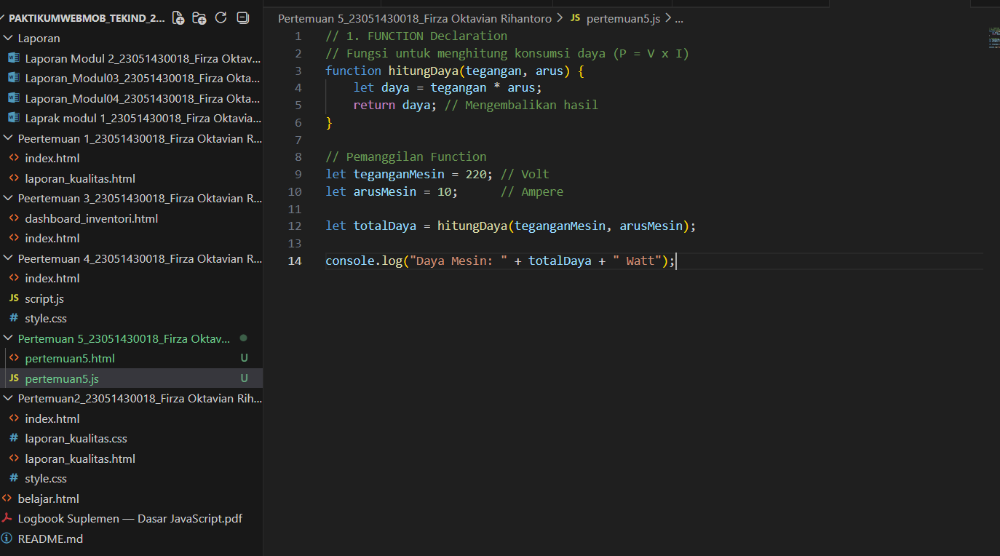 PAKTIKUMWEBMOB_TEKIND_2...
Laporan
Laporan Modul 2_23051430018_Firza Oktav...
Laporan_Modul03_23051430018_Firza Okta...
Laporan_Modul04_23051430018_Firza Okta...
Laprak modul 1_23051430018_Firza Oktavia...
Peertemuan 1_23051430018_Firza Oktavian R...
index.html
laporan_kualitas.html
Peertemuan 3_23051430018_Firza Oktavian R...
dashboard_inventori.html
index.html
Peertemuan 4_23051430018_Firza Oktavian R...
index.html
JS script.js
# style.css
Pertemuan 5_23051430018_Firza Oktav...
pertemuan5.html U
JS pertemuan5.js U
Pertemuan2_23051430018_Firza Oktavian Rih...
index.html
# laporan_kualitas.css
laporan_kualitas.html
# style.css
belajar.html
Logbook Suplemen — Dasar JavaScript.pdf
README.md
Pertemuan 5_23051430018_Firza Oktavian Rihantoro > JS pertemuan5.js > ...
1 // 1. FUNCTION Declaration
2 // Fungsi untuk menghitung konsumsi daya (P = V x I)
3 function hitungDaya(tegangan, arus) {
4 let daya = tegangan * arus;
5 return daya; // Mengembalikan hasil
6 }
7
8 // Pemanggilan Function
9 let teganganMesin = 220; // Volt
10 let arusMesin = 10; // Ampere
11
12 let totalDaya = hitungDaya(teganganMesin, arusMesin);
13
14 console.log("Daya Mesin: " + totalDaya + " Watt");